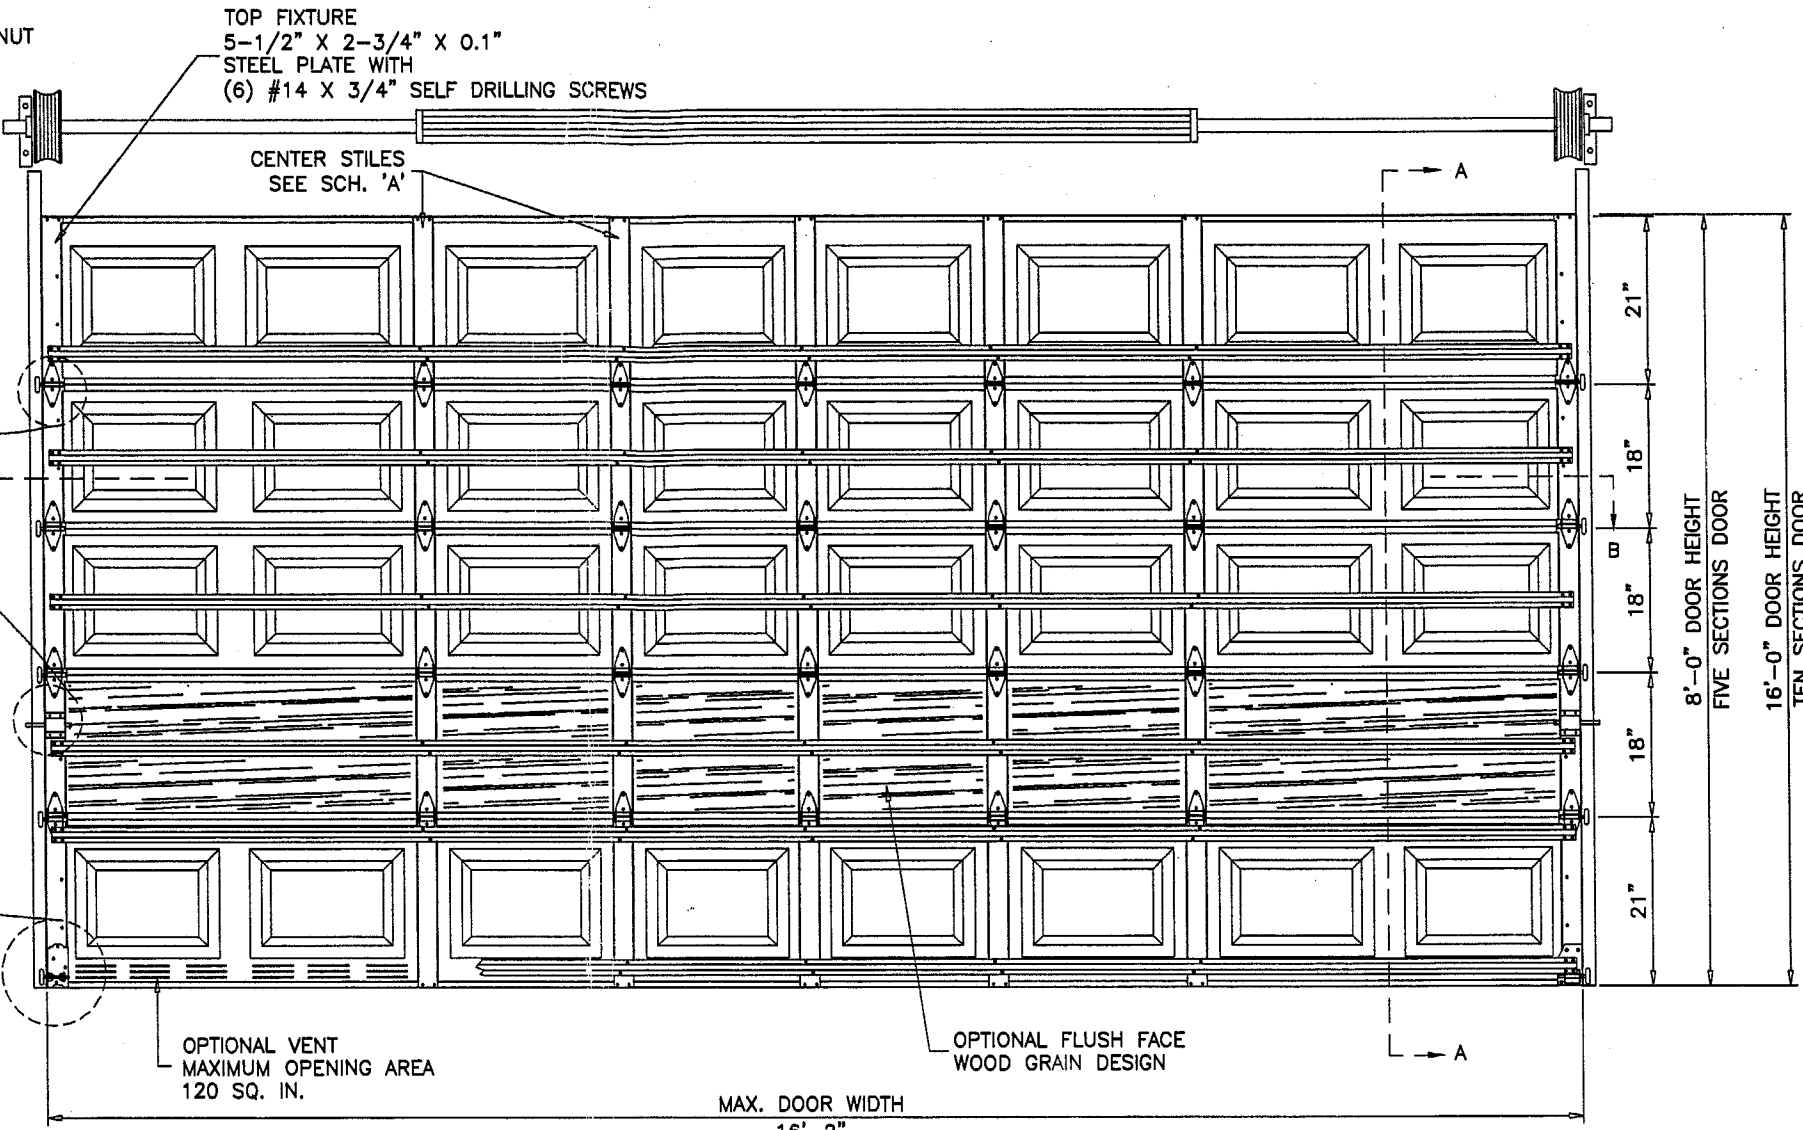 NUT
TOP FIXTURE
5-1/2" X 2-3/4" X 0.1"
STEEL PLATE WITH
(6) #14 X 3/4" SELF DRILLING SCREWS
CENTER STILES
SEE SCH. 'A'
A
21"
18"
18"
18"
21"
B
8'-0" DOOR HEIGHT
FIVE SECTIONS DOOR
16'-0" DOOR HEIGHT
TEN SECTIONS DOOR
OPTIONAL VENT
MAXIMUM OPENING AREA
120 SQ. IN.
OPTIONAL FLUSH FACE
WOOD GRAIN DESIGN
A
MAX. DOOR WIDTH